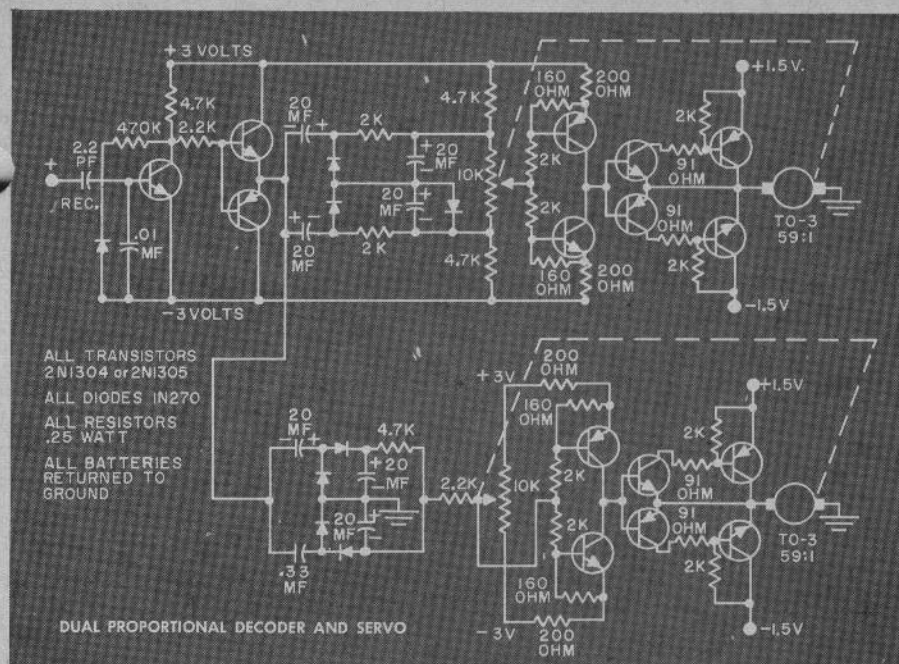 + 3 VOLTS
4.7K
470K
2.2K
2.2
PF
+
REC.
.01
MF
-3 VOLTS
20
MF
- +
2K
+
20
- MF
20
MF
+
-
+ -
20
MF
2K
4.7K
10K
4.7K
160
OHM
200
OHM
2K
2K
160
OHM
200
OHM
91
OHM
91
OHM
2K
2K
+1.5V.
-1.5V
TO-3
59:1
ALL TRANSISTORS
2N1304 or 2N1305
ALL DIODES IN270
ALL RESISTORS
.25 WATT
ALL BATTERIES
RETURNED TO
GROUND
20
MF
- +
4.7K
+
20
- MF
20
MF
+
-
.33
MF
2.2K
+3V
200
OHM
160
OHM
10K
2K
2K
160
OHM
-3V
200
OHM
91
OHM
91
OHM
2K
2K
+1.5V
-1.5V
TO-3
59:1
DUAL PROPORTIONAL DECODER AND SERVO